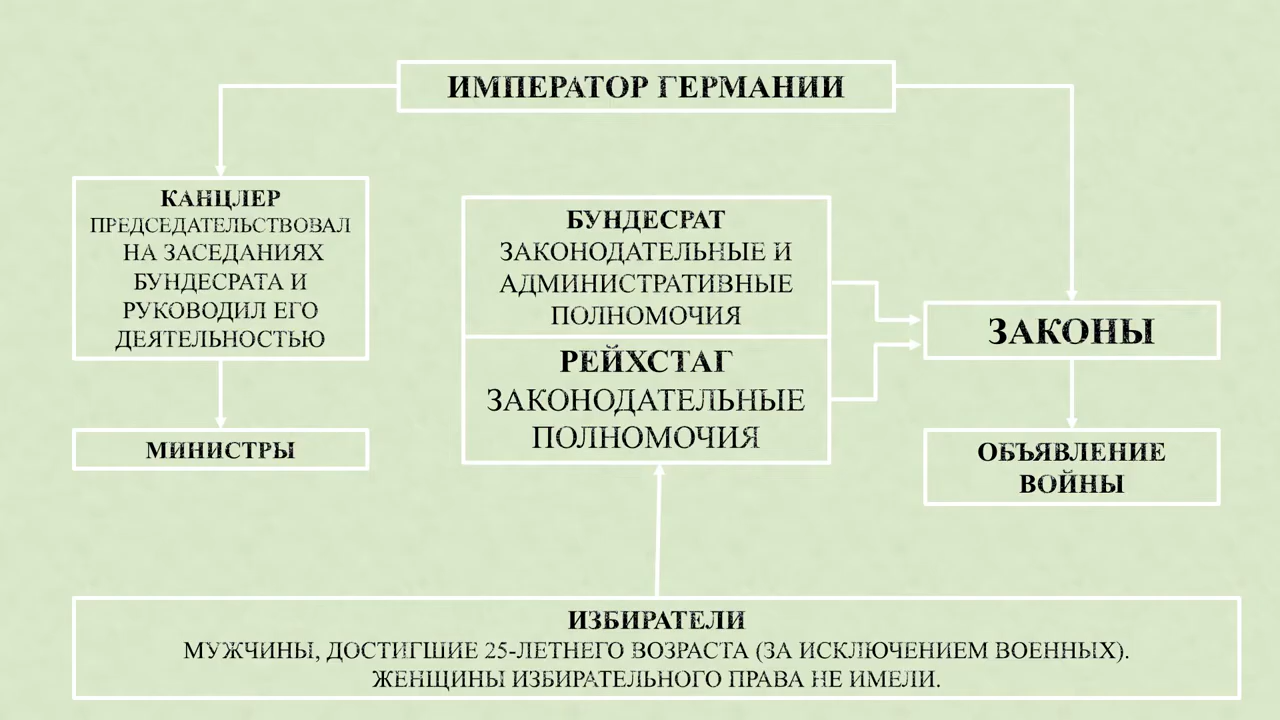 ИМПЕРАТОР ГЕРМАНИИ
КАНЦЛЕР
ПРЕДСЕДАТЕЛЬСТВОВАЛ
НА ЗАСЕДАНИЯХ
БУНДЕСРАТА И
РУКОВОДИЛ ЕГО
ДЕЯТЕЛЬНОСТЬЮ
МИНИСТРЫ
БУНДЕСРАТ
ЗАКОНОДАТЕЛЬНЫЕ И
АДМИНИСТРАТИВНЫЕ
ПОЛНОМОЧИЯ
РЕЙХСТАГ
ЗАКОНОДАТЕЛЬНЫЕ
ПОЛНОМОЧИЯ
ЗАКОНЫ
ОБЪЯВЛЕНИЕ
ВОЙНЫ
ИЗБИРАТЕЛИ
МУЖЧИНЫ, ДОСТИГШИЕ 25-ЛЕТНЕГО ВОЗРАСТА (ЗА ИСКЛЮЧЕНИЕМ ВОЕННЫХ).
ЖЕНЩИНЫ ИЗБИРАТЕЛЬНОГО ПРАВА НЕ ИМЕЛИ.